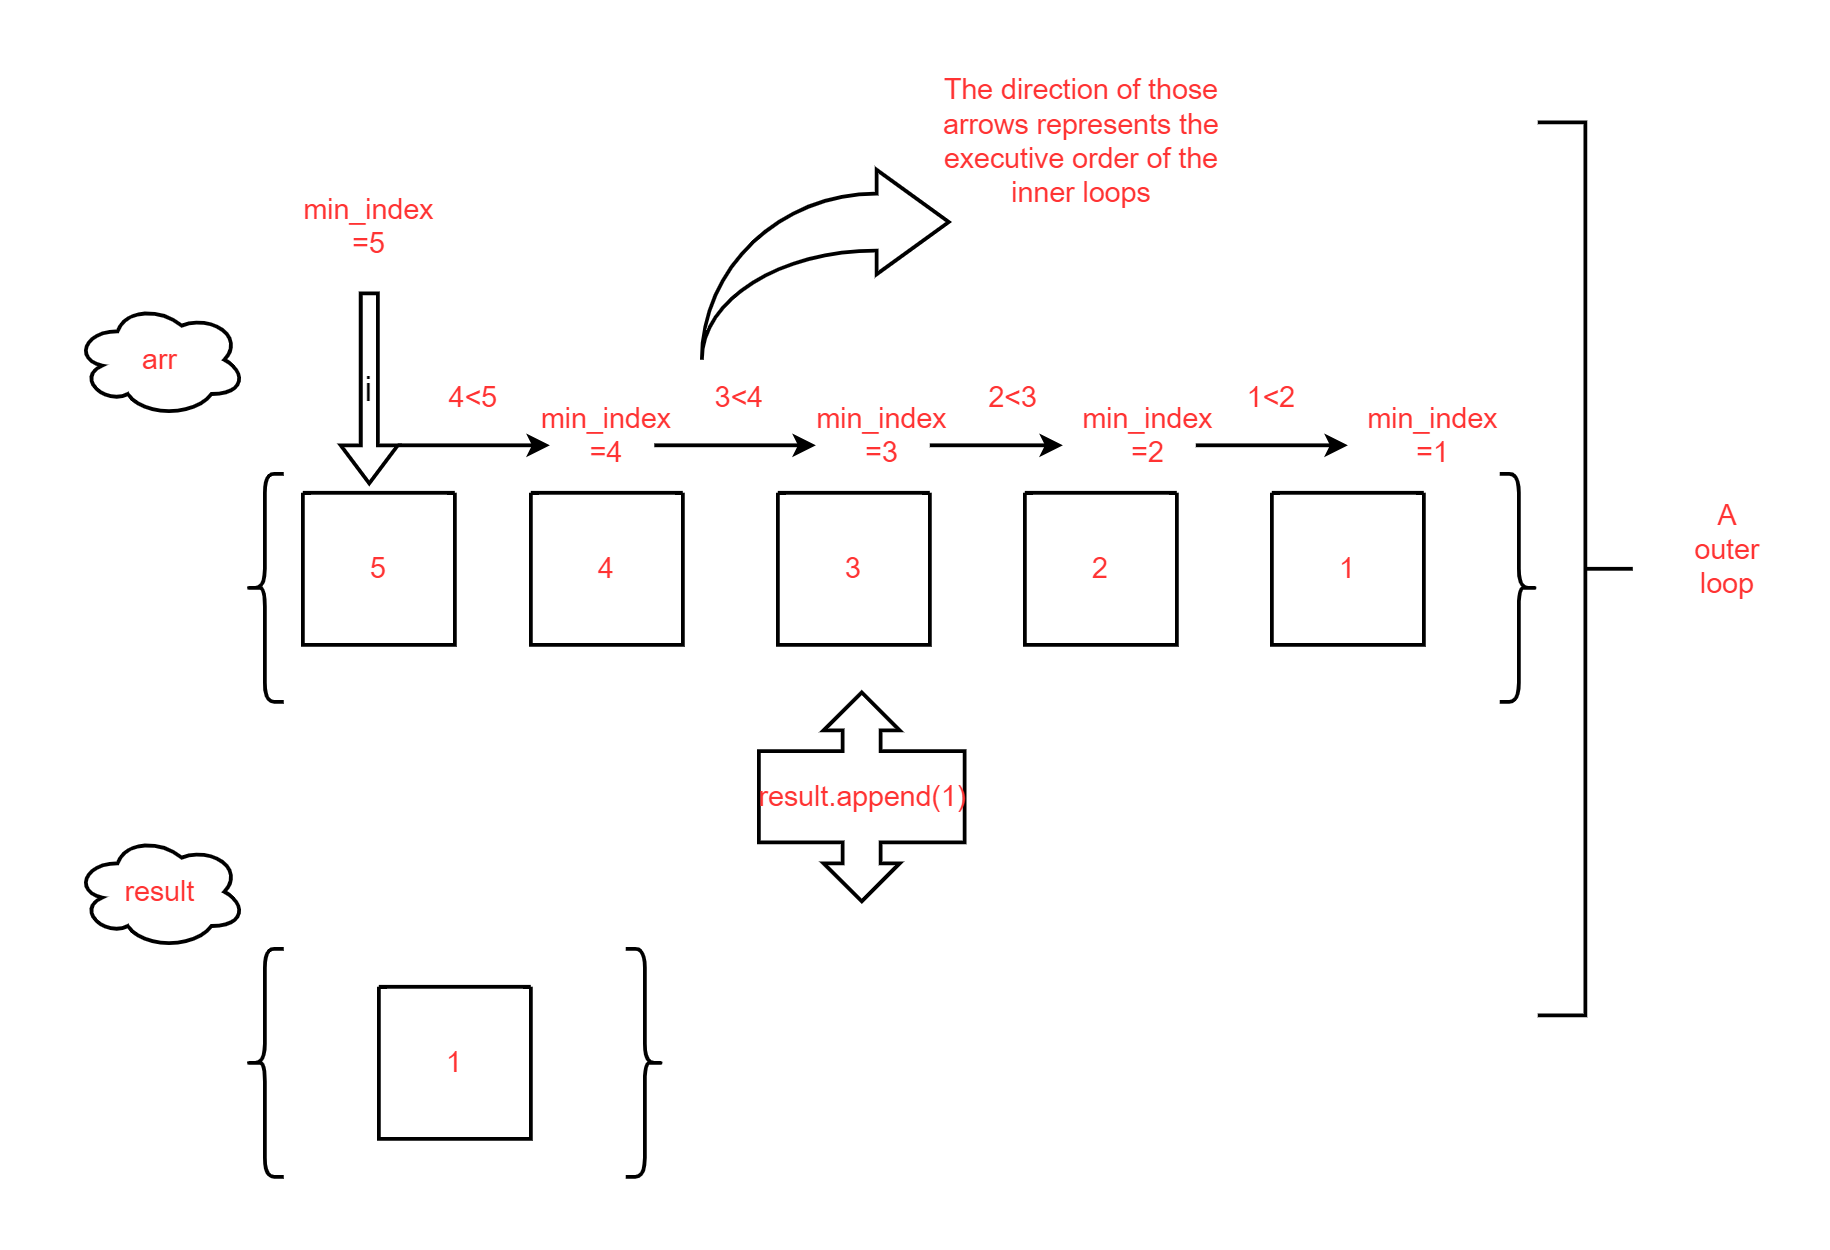 The direction of those
arrows represents the
executive order of the
inner loops
min_index
=5
arr
i
4<5
3<4
2<3
1<2
min_index
=4
min_index
=3
min_index
=2
min_index
=1
5
4
3
2
1
A
outer
loop
result.append(1)
result
1